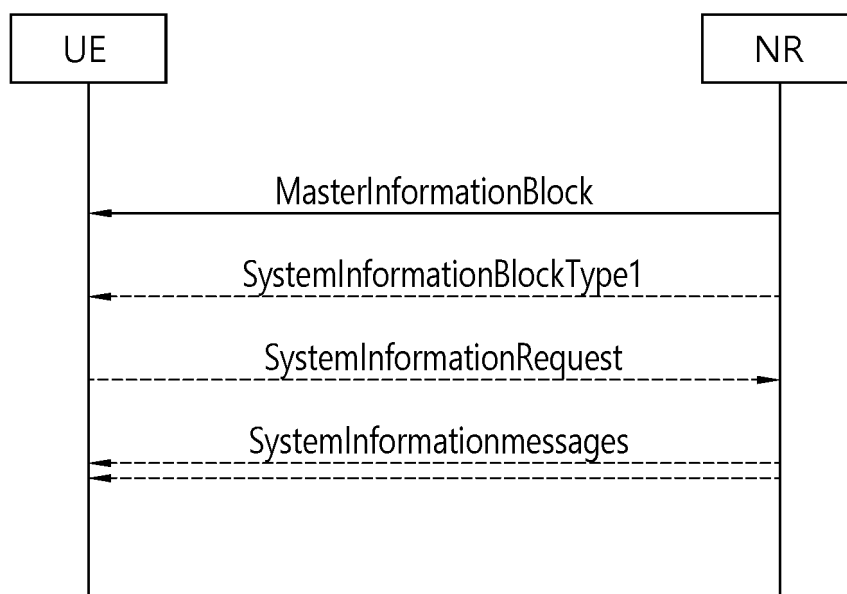 UE
NR
MasterInformationBlock
SystemInformationBlockType1
SystemInformationRequest
SystemInformationmessages